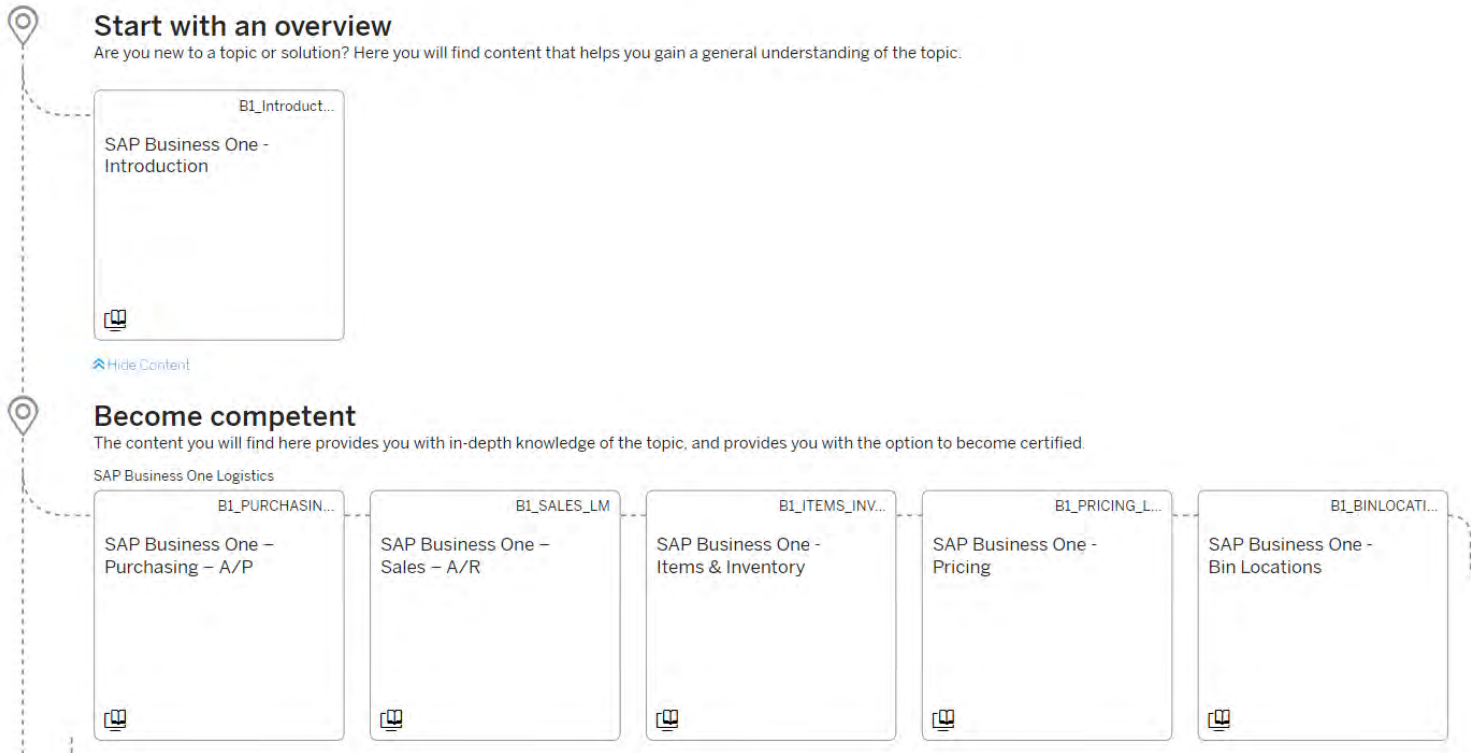 Start with an overview
Are you new to a topic or solution? Here you will find content that helps you gain a general understanding of the topic.
B1_Introduct...
SAP Business One -
Introduction
Hide Content
Become competent
The content you will find here provides you with in-depth knowledge of the topic, and provides you with the option to become certified.
SAP Business One Logistics
B1_PURCHASIN...
SAP Business One –
Purchasing – A/P
B1_SALES_LM
SAP Business One –
Sales – A/R
B1_ITEMS_INV...
SAP Business One -
Items & Inventory
B1_PRICING_L...
SAP Business One -
Pricing
B1_BINLOCATI...
SAP Business One -
Bin Locations